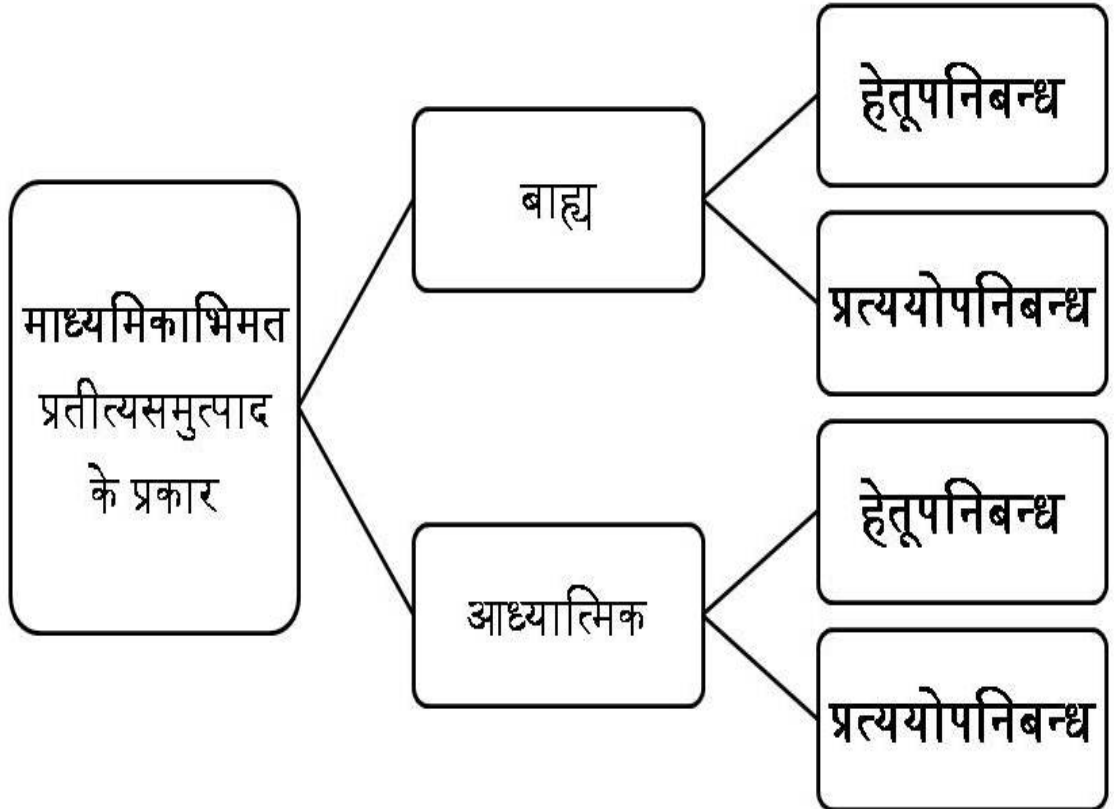 माध्यमिकाभिमत
प्रतीत्यसमुत्पाद
के प्रकार
बाह्य
हेतूपनिबन्ध
प्रत्ययोपनिबन्ध
आध्यात्मिक
हेतूपनिबन्ध
प्रत्ययोपनिबन्ध